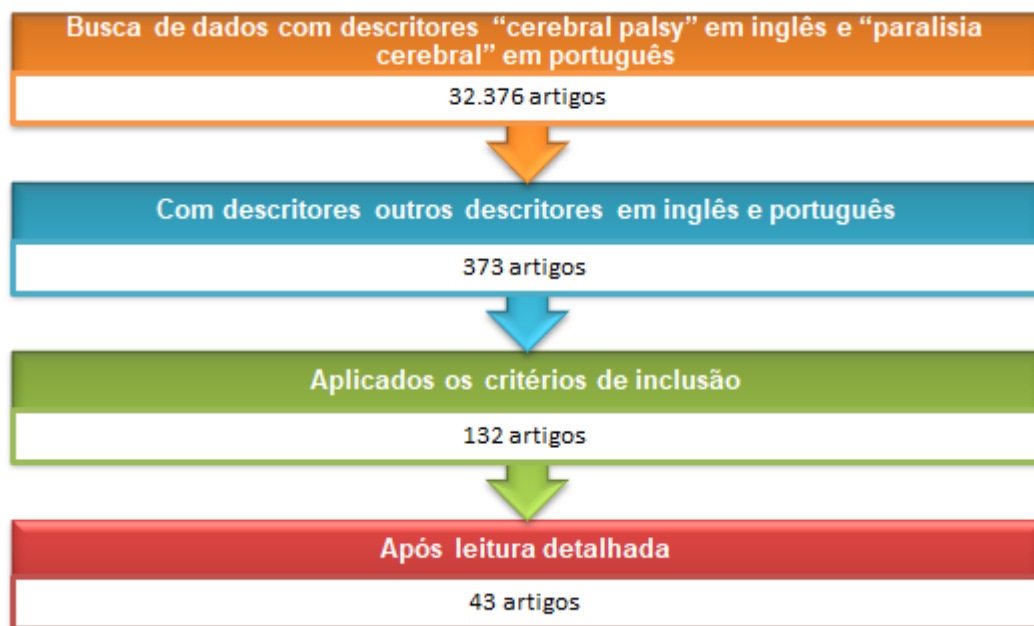 Busca de dados com descritores “cerebral palsy” em inglês e “paralisia
cerebral” em português
32.376 artigos
Com descritores outros descritores em inglês e português
373 artigos
Aplicados os critérios de inclusão
132 artigos
Após leitura detalhada
43 artigos